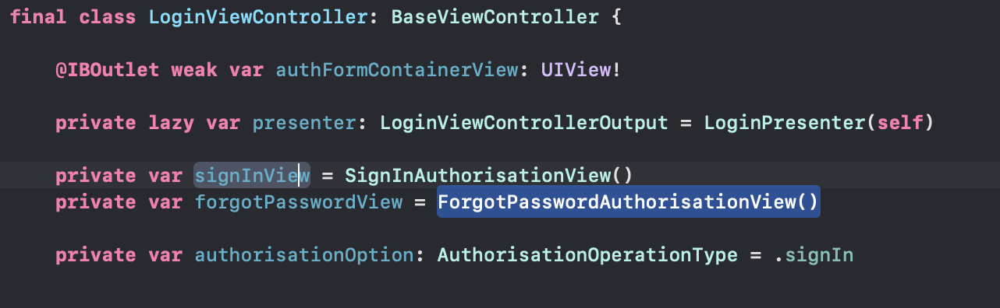 final class LoginViewController: BaseViewController {
@IBOutlet weak var authFormContainerView: UIView!
private lazy var presenter: LoginViewControllerOutput = LoginPresenter(self)
private var signInView = SignInAuthorisationView()
private var forgotPasswordView = ForgotPasswordAuthorisationView()
private var authorisationOption: AuthorisationOperationType = .signIn